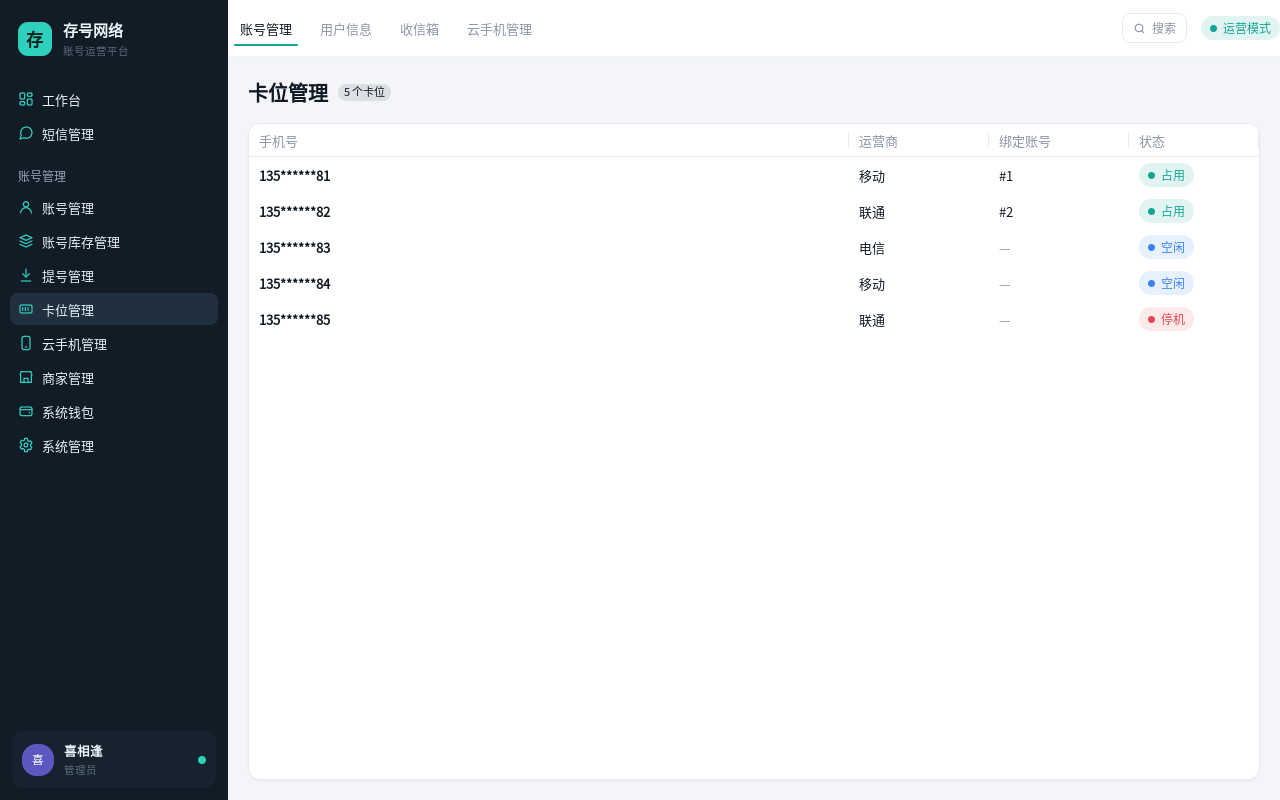 存
存号网络
账号运营平台
工作台
短信管理
账号管理
账号管理
账号库存管理
提号管理
卡位管理
云手机管理
商家管理
系统钱包
系统管理
喜
喜相逢
管理员
账号管理 用户信息 收信箱 云手机管理 搜索 运营模式
卡位管理 5 个卡位
手机号 运营商 绑定账号 状态
135******81 移动 #1 占用
135******82 联通 #2 占用
135******83 电信 — 空闲
135******84 移动 — 空闲
135******85 联通 — 停机